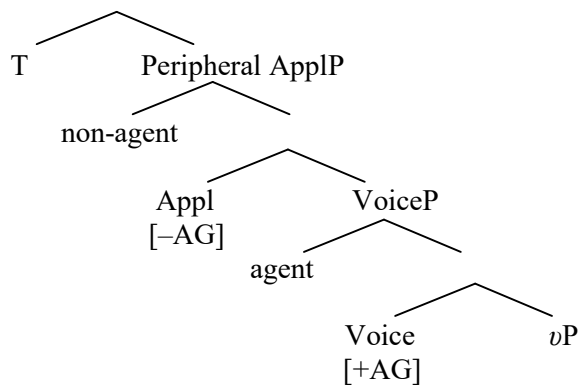 T Peripheral ApplP
non-agent
Appl VoiceP
[–AG]
agent
Voice υP
[+AG]